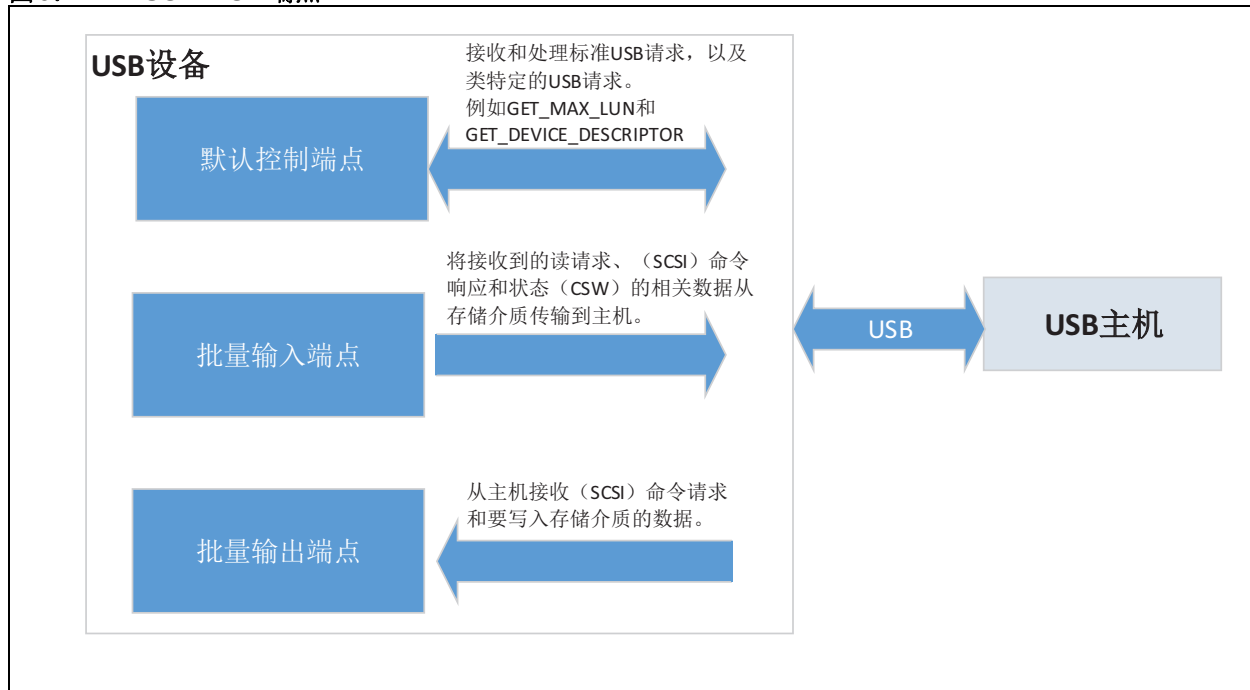 USB设备
接收和处理标准USB请求，以及
类特定的USB请求。
例如GET_MAX_LUN和
GET_DEVICE_DESCRIPTOR
默认控制端点
将接收到的读请求、（SCSI）命令
响应和状态（CSW）的相关数据从
存储介质传输到主机。
批量输入端点
USB
USB主机
从主机接收（SCSI）命令请求
和要写入存储介质的数据。
批量输出端点